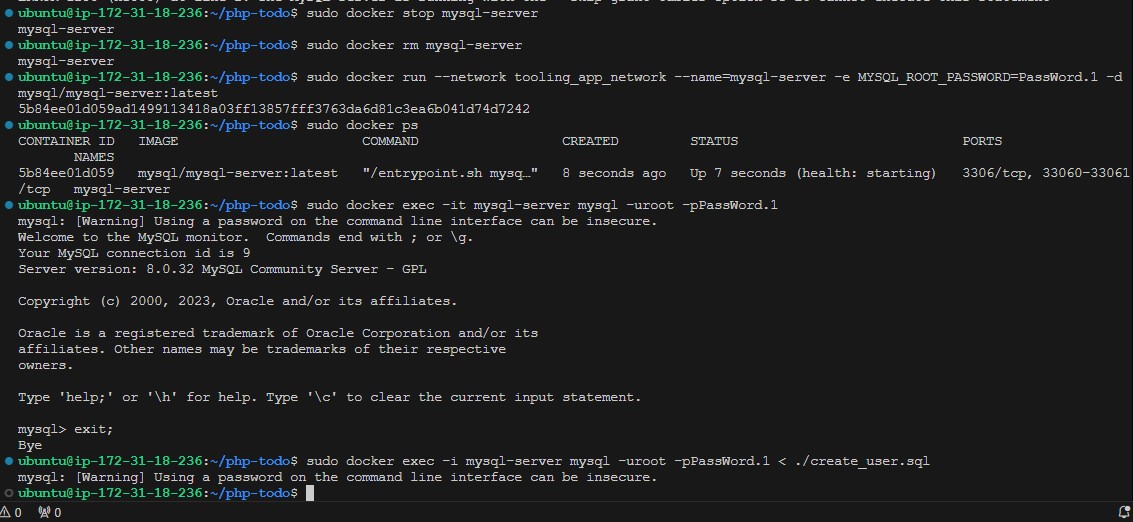 ubuntu@ip-172-31-18-236:~/php-todo$ sudo docker stop mysql-server
mysql-server
ubuntu@ip-172-31-18-236:~/php-todo$ sudo docker rm mysql-server
mysql-server
ubuntu@ip-172-31-18-236:~/php-todo$ sudo docker run --network tooling_app_network --name=mysql-server -e MYSQL_ROOT_PASSWORD=PassWord.1 -d
mysql/mysql-server:latest
5b84ee01d059ad1499113418a03ff13857fff3763da6d81c3ea6b041d74d7242
ubuntu@ip-172-31-18-236:~/php-todo$ sudo docker ps
CONTAINER ID   IMAGE                       COMMAND                  CREATED         STATUS                            PORTS
       NAMES
5b84ee01d059   mysql/mysql-server:latest   "/entrypoint.sh mysq…"   8 seconds ago   Up 7 seconds (health: starting)   3306/tcp, 33060-33061
/tcp   mysql-server
ubuntu@ip-172-31-18-236:~/php-todo$ sudo docker exec -it mysql-server mysql -uroot -pPassWord.1
mysql: [Warning] Using a password on the command line interface can be insecure.
Welcome to the MySQL monitor.  Commands end with ; or \g.
Your MySQL connection id is 9
Server version: 8.0.32 MySQL Community Server - GPL

Copyright (c) 2000, 2023, Oracle and/or its affiliates.

Oracle is a registered trademark of Oracle Corporation and/or its
affiliates. Other names may be trademarks of their respective
owners.

Type 'help;' or '\h' for help. Type '\c' to clear the current input statement.

mysql> exit;
Bye
ubuntu@ip-172-31-18-236:~/php-todo$ sudo docker exec -i mysql-server mysql -uroot -pPassWord.1 < ./create_user.sql
mysql: [Warning] Using a password on the command line interface can be insecure.
ubuntu@ip-172-31-18-236:~/php-todo$
0 0